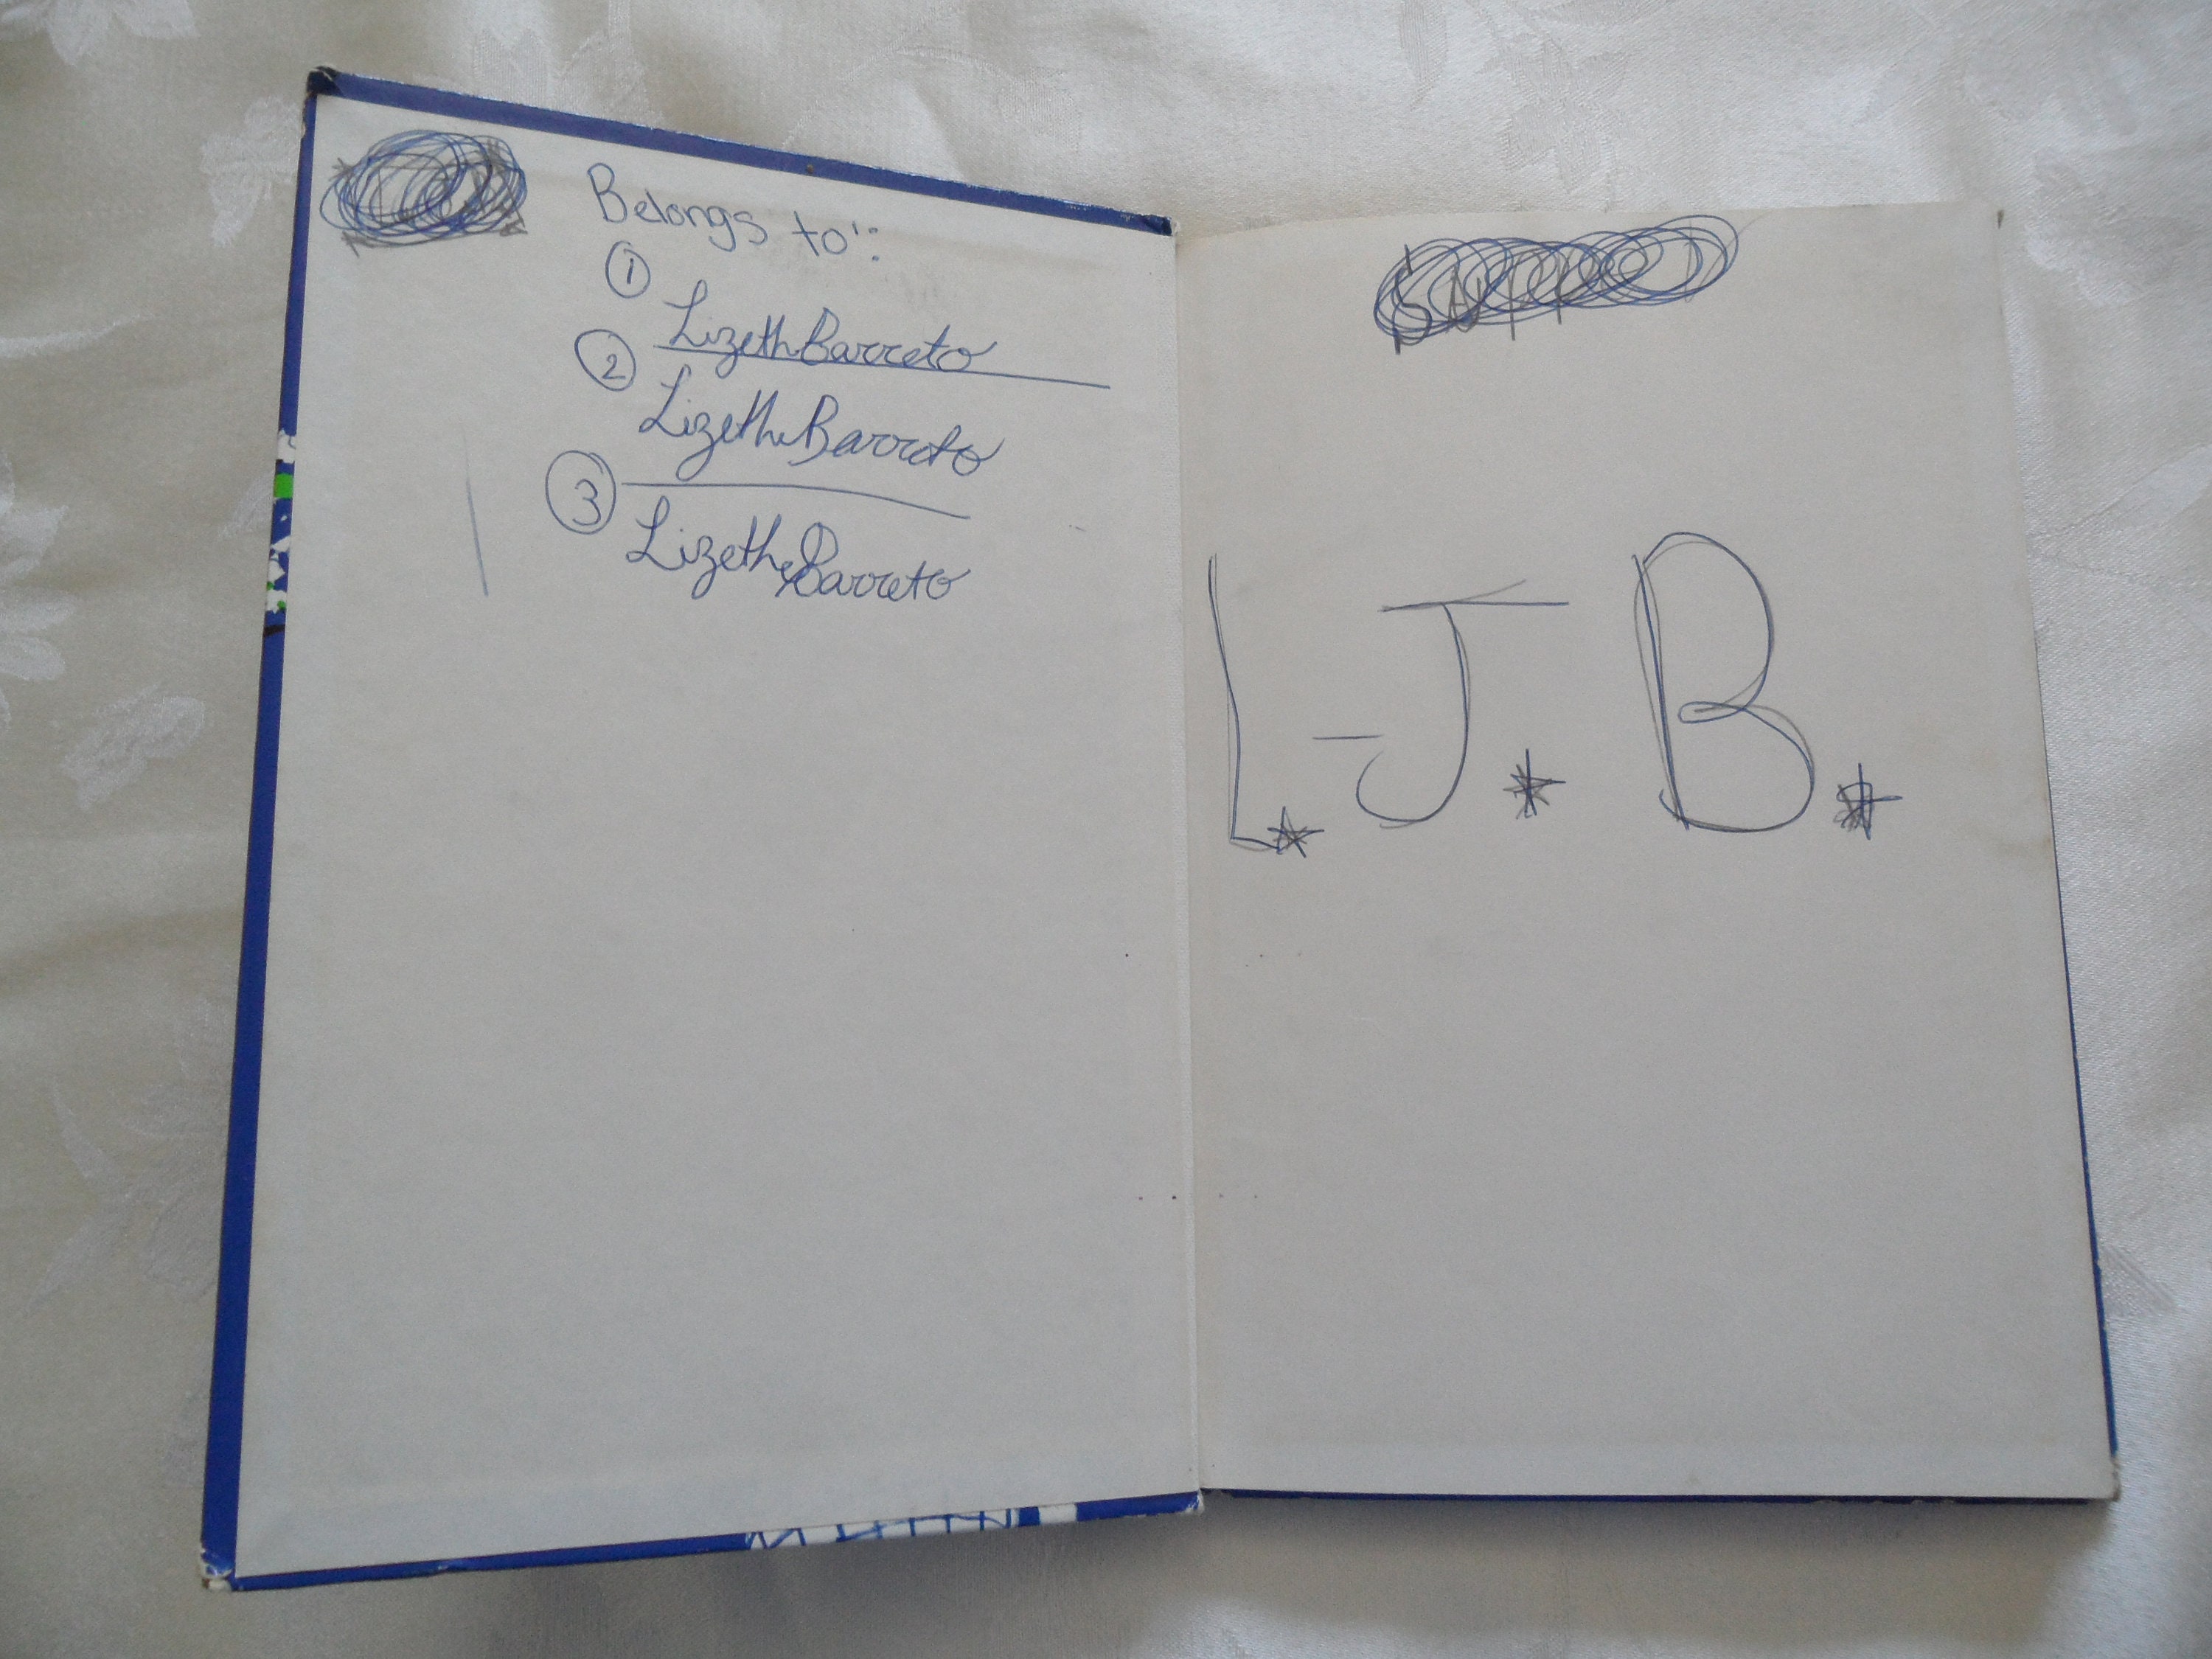 Belongs to':
1
Lizeth Barreto
2
Lizeth Barreto
3
Lizeth Barreto
L. J. B.